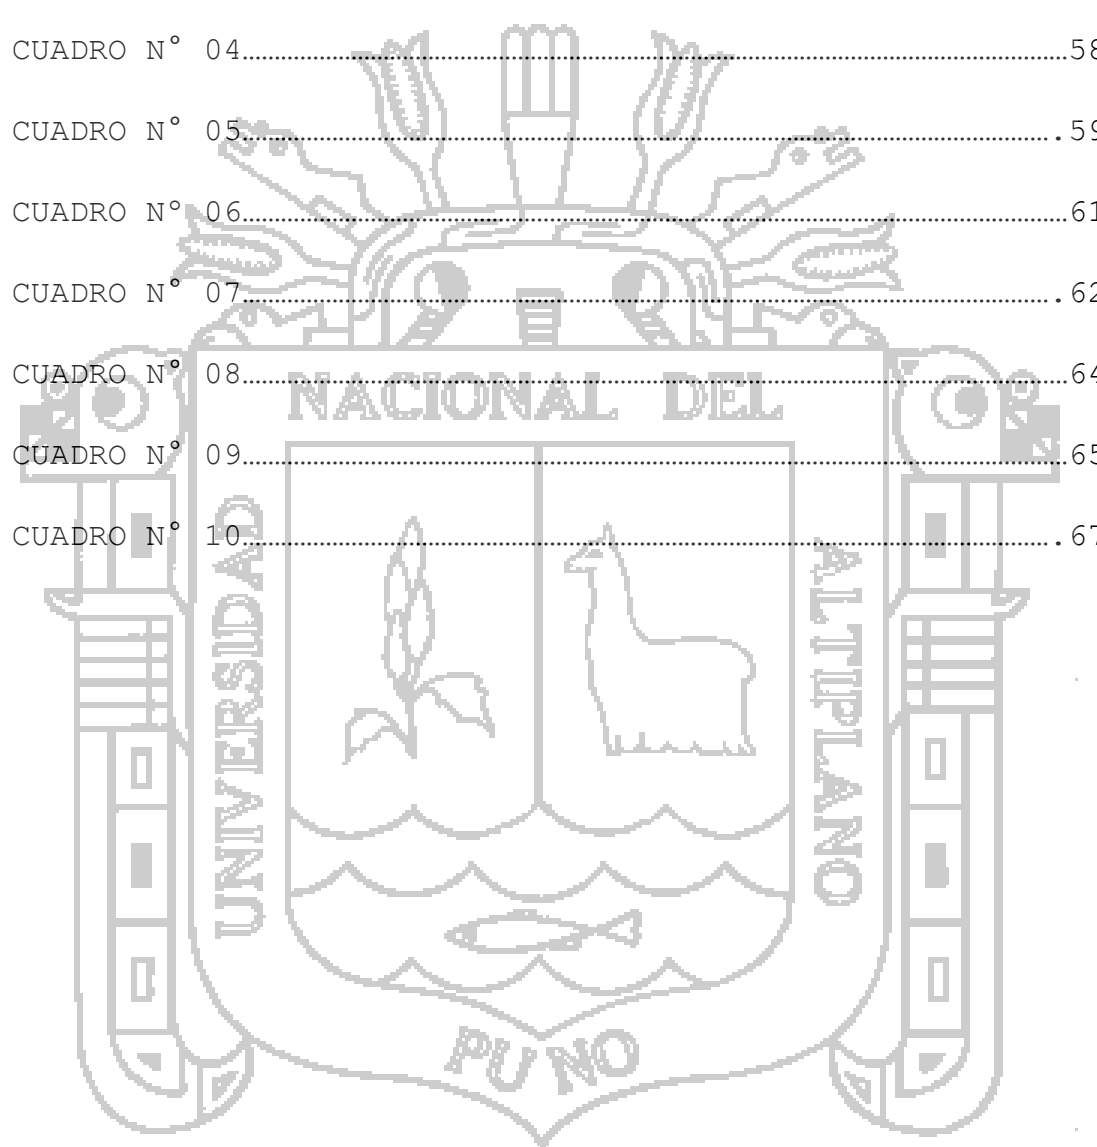 CUADRO N° 04..........58
CUADRO N° 05..........59
CUADRO N° 06..........61
CUADRO N° 07..........62
CUADRO N° 08..........64
NACIONAL DEL
CUADRO N° 09..........65
CUADRO N° 10..........67
UNIVERSIDAD
ALTIPLANO
PUNO